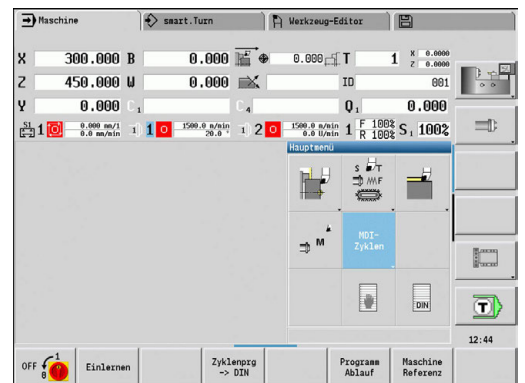 Maschine smart.Turn Werkzeug-Editor
X 300.000 B 0.000 0.000 T 1 X 0.0000
Z 0.0000
Z 450.000 W 0.000 ID 001
Y 0.000 C1 C4 Q1 0.000
S1 1 0.000 mm/1
0.0 mm/min 1) 1 1500.0 m/min
20.0 ° 1) 2 1500.0 m/min
0.0 U/min 1 F 100%
R 100% S1 100%
Hauptmenü
S T
M/F
M
MDI-
Zyklen
DIN
T
12:44
OFF 1
0
Einlernen
Zyklenprg
-> DIN
Programm
Ablauf
Maschine
Referenz